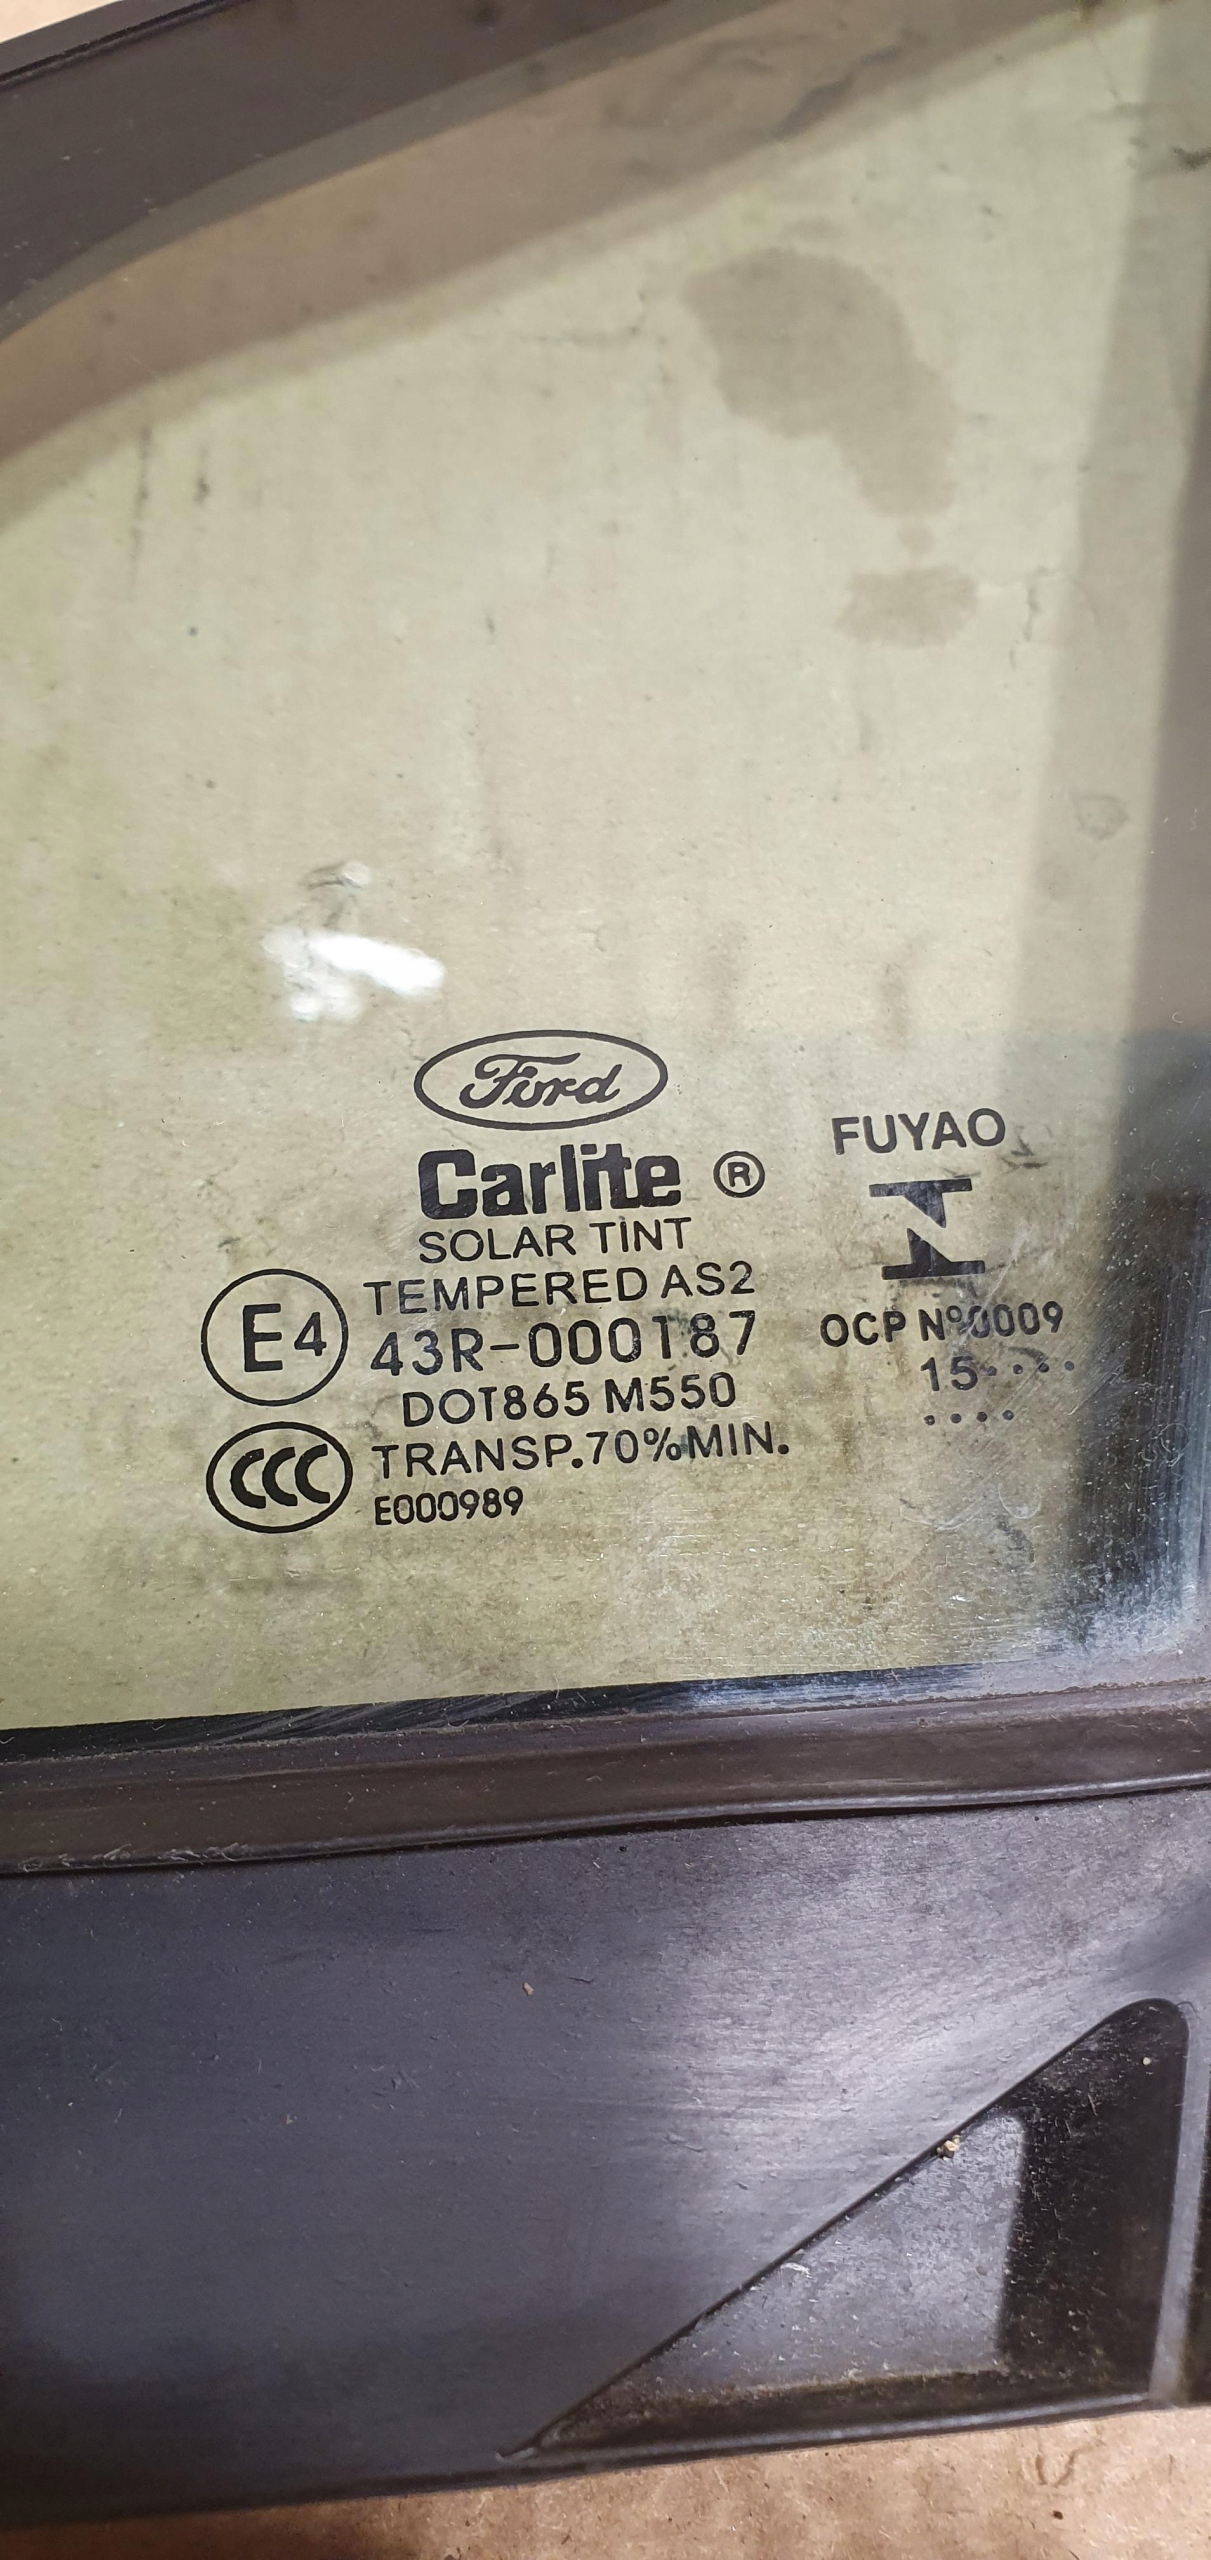 Ford
Carlite ®
SOLAR TINT
TEMPERED AS2
E4
43R-000187
DOT865 M550
CCC
TRANSP.70%MIN.
E000989
FUYAO
OCP Nº0009
15·····
····